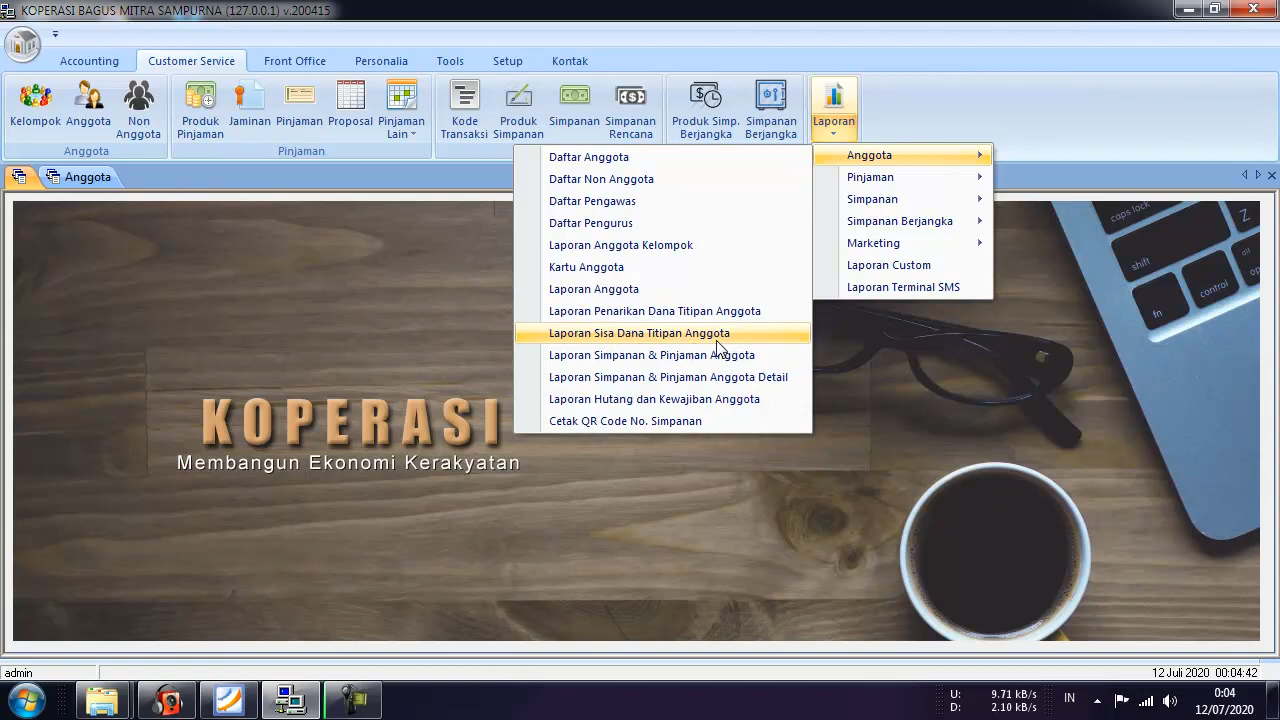 KOPERASI BAGUS MITRA SAMPURNA (127.0.0.1) v.200415
Accounting
Customer Service
Front Office
Personalia
Tools
Setup
Kontak
Kelompok
Anggota
Non Anggota
Anggota
Produk Pinjaman
Jaminan
Pinjaman
Proposal
Pinjaman Lain
Pinjaman
Kode Transaksi
Produk Simpanan
Simpanan
Simpanan Rencana
Produk Simp. Berjangka
Simpanan Berjangka
Laporan
Anggota
Daftar Anggota
Daftar Non Anggota
Daftar Pengawas
Daftar Pengurus
Laporan Anggota Kelompok
Kartu Anggota
Laporan Anggota
Laporan Penarikan Dana Titipan Anggota
Laporan Sisa Dana Titipan Anggota
Laporan Simpanan & Pinjaman Anggota
Laporan Simpanan & Pinjaman Anggota Detail
Laporan Hutang dan Kewajiban Anggota
Cetak QR Code No. Simpanan
Anggota
Pinjaman
Simpanan
Simpanan Berjangka
Marketing
Laporan Custom
Laporan Terminal SMS
caps lock
Z
shift
fn
control
KOPERASI
Membangun Ekonomi Kerakyatan
admin
12 Juli 2020 0:04:42
U: 9.71 kB/s
D: 2.10 kB/s
IN
0:04
12/07/2020